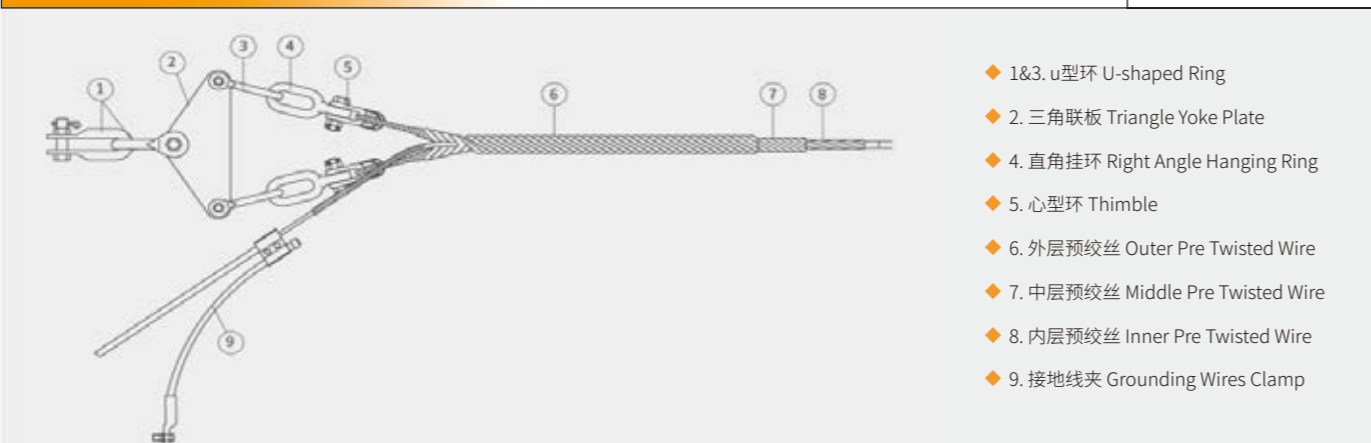 1
2
3
4
5
6
7
8
9
1&3. u型环 U-shaped Ring
2. 三角联板 Triangle Yoke Plate
4. 直角挂环 Right Angle Hanging Ring
5. 心型环 Thimble
6. 外层预绞丝 Outer Pre Twisted Wire
7. 中层预绞丝 Middle Pre Twisted Wire
8. 内层预绞丝 Inner Pre Twisted Wire
9. 接地线夹 Grounding Wires Clamp